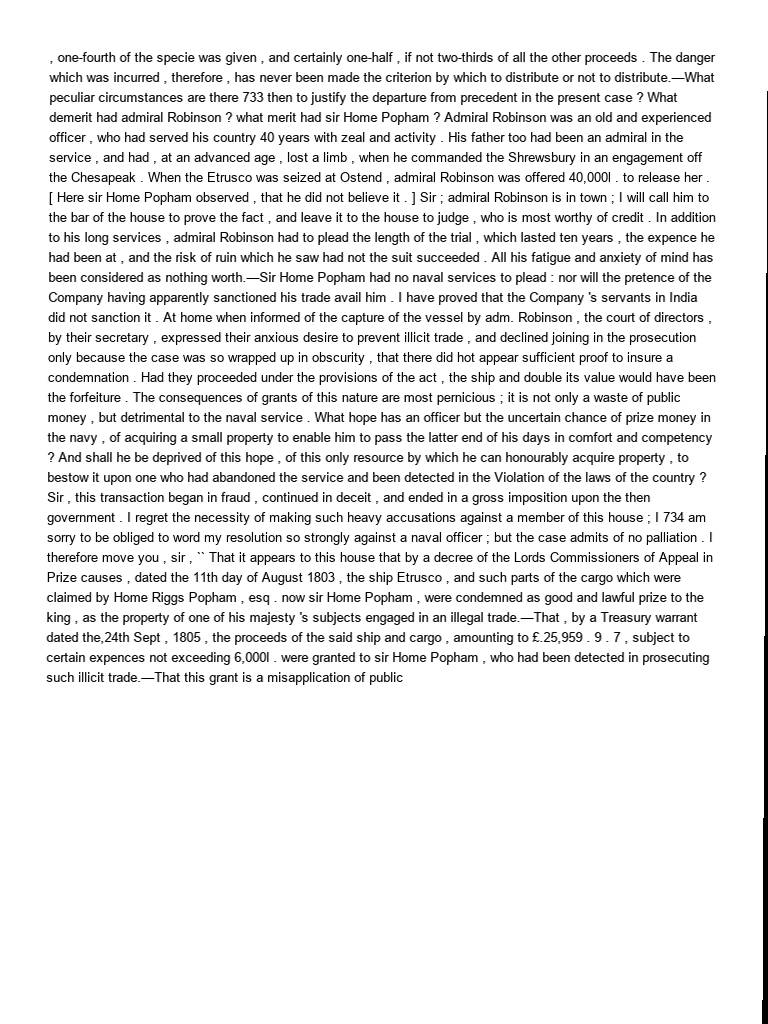 , one-fourth of the specie was given , and certainly one-half , if not two-thirds of all the other proceeds . The danger
which was incurred , therefore , has never been made the criterion by which to distribute or not to distribute.—What
peculiar circumstances are there 733 then to justify the departure from precedent in the present case ? What
demerit had admiral Robinson ? what merit had sir Home Popham ? Admiral Robinson was an old and experienced
officer , who had served his country 40 years with zeal and activity . His father too had been an admiral in the
service , and had , at an advanced age , lost a limb , when he commanded the Shrewsbury in an engagement off
the Chesapeak . When the Etrusco was seized at Ostend , admiral Robinson was offered 40,000l . to release her .
[ Here sir Home Popham observed , that he did not believe it . ] Sir ; admiral Robinson is in town ; I will call him to
the bar of the house to prove the fact , and leave it to the house to judge , who is most worthy of credit . In addition
to his long services , admiral Robinson had to plead the length of the trial , which lasted ten years , the expence he
had been at , and the risk of ruin which he saw had not the suit succeeded . All his fatigue and anxiety of mind has
been considered as nothing worth.—Sir Home Popham had no naval services to plead : nor will the pretence of the
Company having apparently sanctioned his trade avail him . I have proved that the Company 's servants in India
did not sanction it . At home when informed of the capture of the vessel by adm. Robinson , the court of directors ,
by their secretary , expressed their anxious desire to prevent illicit trade , and declined joining in the prosecution
only because the case was so wrapped up in obscurity , that there did hot appear sufficient proof to insure a
condemnation . Had they proceeded under the provisions of the act , the ship and double its value would have been
the forfeiture . The consequences of grants of this nature are most pernicious ; it is not only a waste of public
money , but detrimental to the naval service . What hope has an officer but the uncertain chance of prize money in
the navy , of acquiring a small property to enable him to pass the latter end of his days in comfort and competency
? And shall he be deprived of this hope , of this only resource by which he can honourably acquire property , to
bestow it upon one who had abandoned the service and been detected in the Violation of the laws of the country ?
Sir , this transaction began in fraud , continued in deceit , and ended in a gross imposition upon the then
government . I regret the necessity of making such heavy accusations against a member of this house ; I 734 am
sorry to be obliged to word my resolution so strongly against a naval officer ; but the case admits of no palliation . I
therefore move you , sir , `` That it appears to this house that by a decree of the Lords Commissioners of Appeal in
Prize causes , dated the 11th day of August 1803 , the ship Etrusco , and such parts of the cargo which were
claimed by Home Riggs Popham , esq . now sir Home Popham , were condemned as good and lawful prize to the
king , as the property of one of his majesty 's subjects engaged in an illegal trade.—That , by a Treasury warrant
dated the,24th Sept , 1805 , the proceeds of the said ship and cargo , amounting to £.25,959 . 9 . 7 , subject to
certain expences not exceeding 6,000l . were granted to sir Home Popham , who had been detected in prosecuting
such illicit trade.—That this grant is a misapplication of public